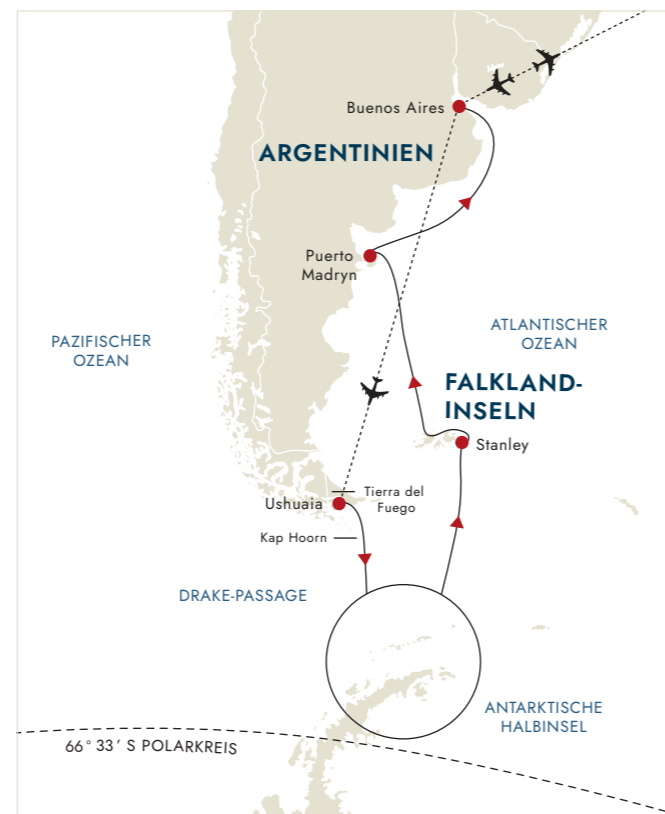 Buenos Aires
ARGENTINIEN
Puerto
Madryn
PAZIFISCHER
OZEAN
ATLANTISCHER
OZEAN
FALKLAND-
INSELN
Stanley
Tierra del
Fuego
Ushuaia
Kap Hoorn
DRAKE-PASSAGE
ANTARKTISCHE
HALBINSEL
66° 33’ S POLARKREIS